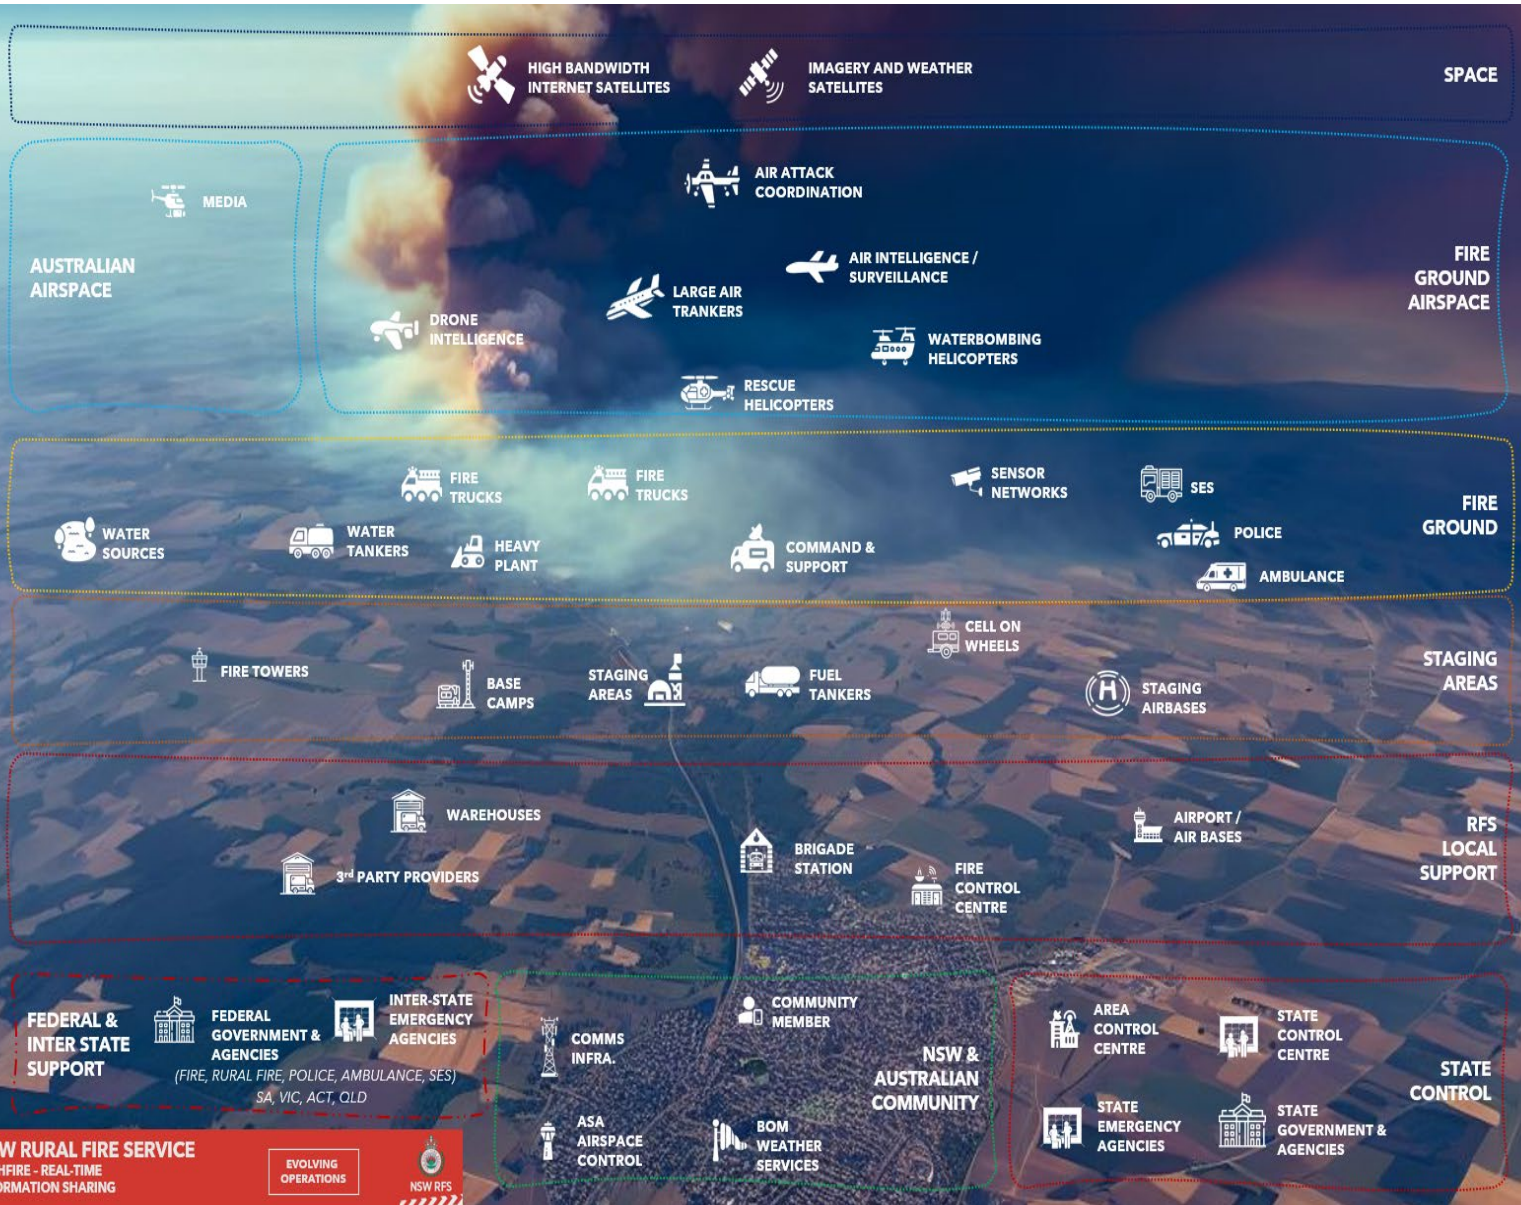 HIGH BANDWIDTH
INTERNET SATELLITES
IMAGERY AND WEATHER
SATELLITES
SPACE
MEDIA
AUSTRALIAN
AIRSPACE
AIR ATTACK
COORDINATION
AIR INTELLIGENCE /
SURVEILLANCE
LARGE AIR
TRANKERS
DRONE
INTELLIGENCE
WATERBOMBING
HELICOPTERS
RESCUE
HELICOPTERS
FIRE
GROUND
AIRSPACE
FIRE
TRUCKS
FIRE
TRUCKS
SENSOR
NETWORKS
SES
WATER
SOURCES
WATER
TANKERS
HEAVY
PLANT
COMMAND &
SUPPORT
POLICE
AMBULANCE
FIRE
GROUND
CELL ON
WHEELS
FIRE TOWERS
BASE
CAMPS
STAGING
AREAS
FUEL
TANKERS
STAGING
AIRBASES
STAGING
AREAS
WAREHOUSES
3rd PARTY PROVIDERS
BRIGADE
STATION
FIRE
CONTROL
CENTRE
AIRPORT /
AIR BASES
RFS
LOCAL
SUPPORT
FEDERAL &
INTER STATE
SUPPORT
FEDERAL
GOVERNMENT &
AGENCIES
INTER-STATE
EMERGENCY
AGENCIES
(FIRE, RURAL FIRE, POLICE, AMBULANCE, SES)
SA, VIC, ACT, QLD
COMMS
INFRA.
COMMUNITY
MEMBER
ASA
AIRSPACE
CONTROL
BOM
WEATHER
SERVICES
NSW &
AUSTRALIAN
COMMUNITY
AREA
CONTROL
CENTRE
STATE
CONTROL
CENTRE
STATE
EMERGENCY
AGENCIES
STATE
GOVERNMENT &
AGENCIES
STATE
CONTROL
RURAL FIRE SERVICE
- REAL-TIME
SHARING
EVOLVING
OPERATIONS
NSW RFS